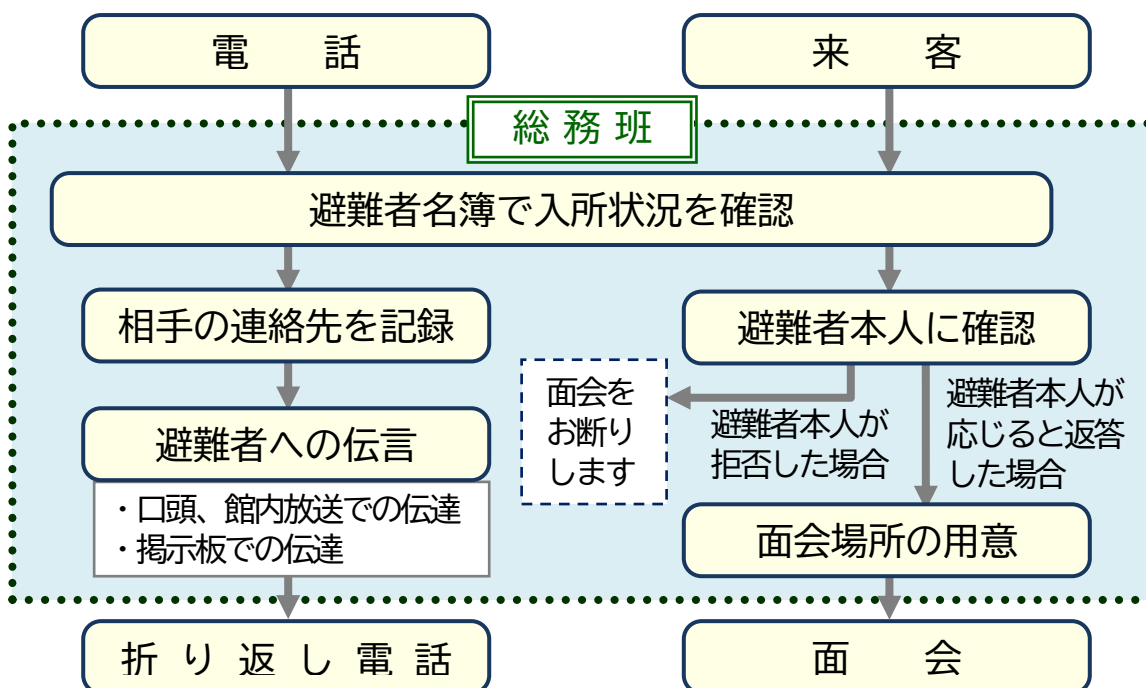 電話
来客
総務班
避難者名簿で入所状況を確認
相手の連絡先を記録
避難者本人に確認
面会を
お断り
します
避難者本人が
拒否した場合
避難者本人が
応じると返答
した場合
避難者への伝言
・口頭、館内放送での伝達
・掲示板での伝達
面会場所の用意
折り返し電話
面会